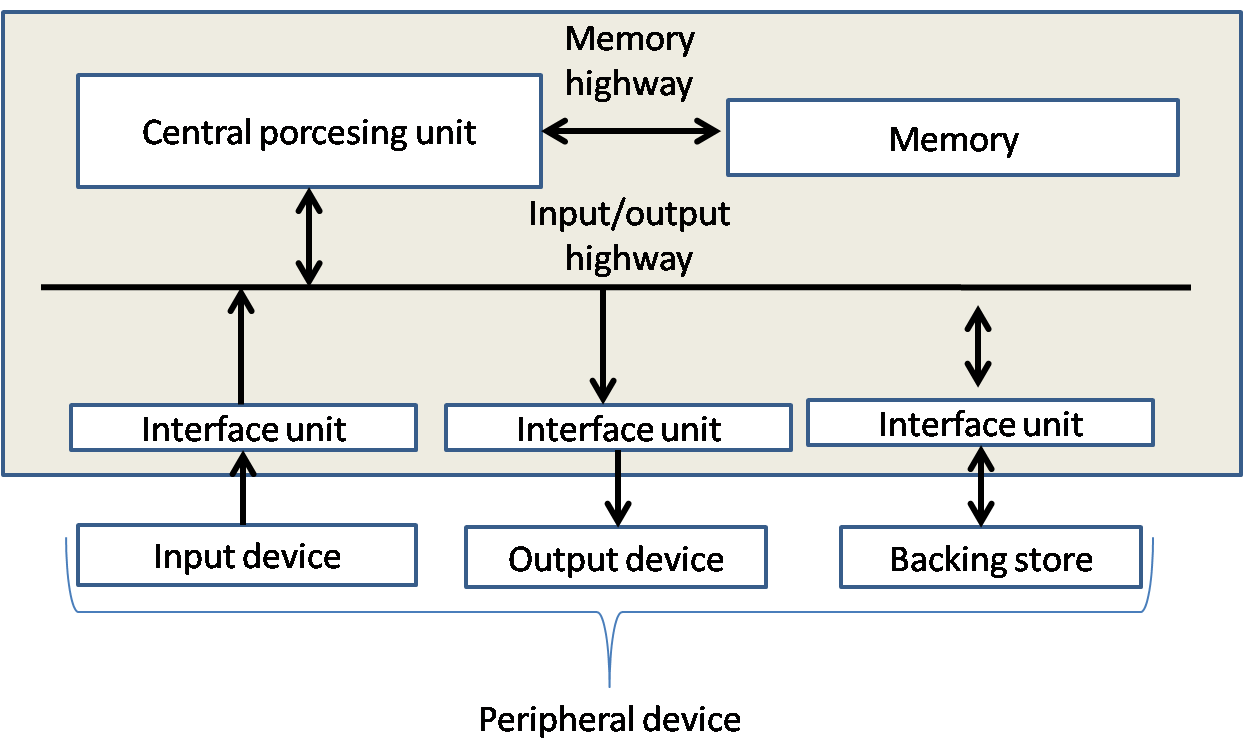 Memory
highway
Central porcesing unit
Memory
Input/output
highway
Interface unit
Interface unit
Interface unit
Input device
Output device
Backing store
Peripheral device